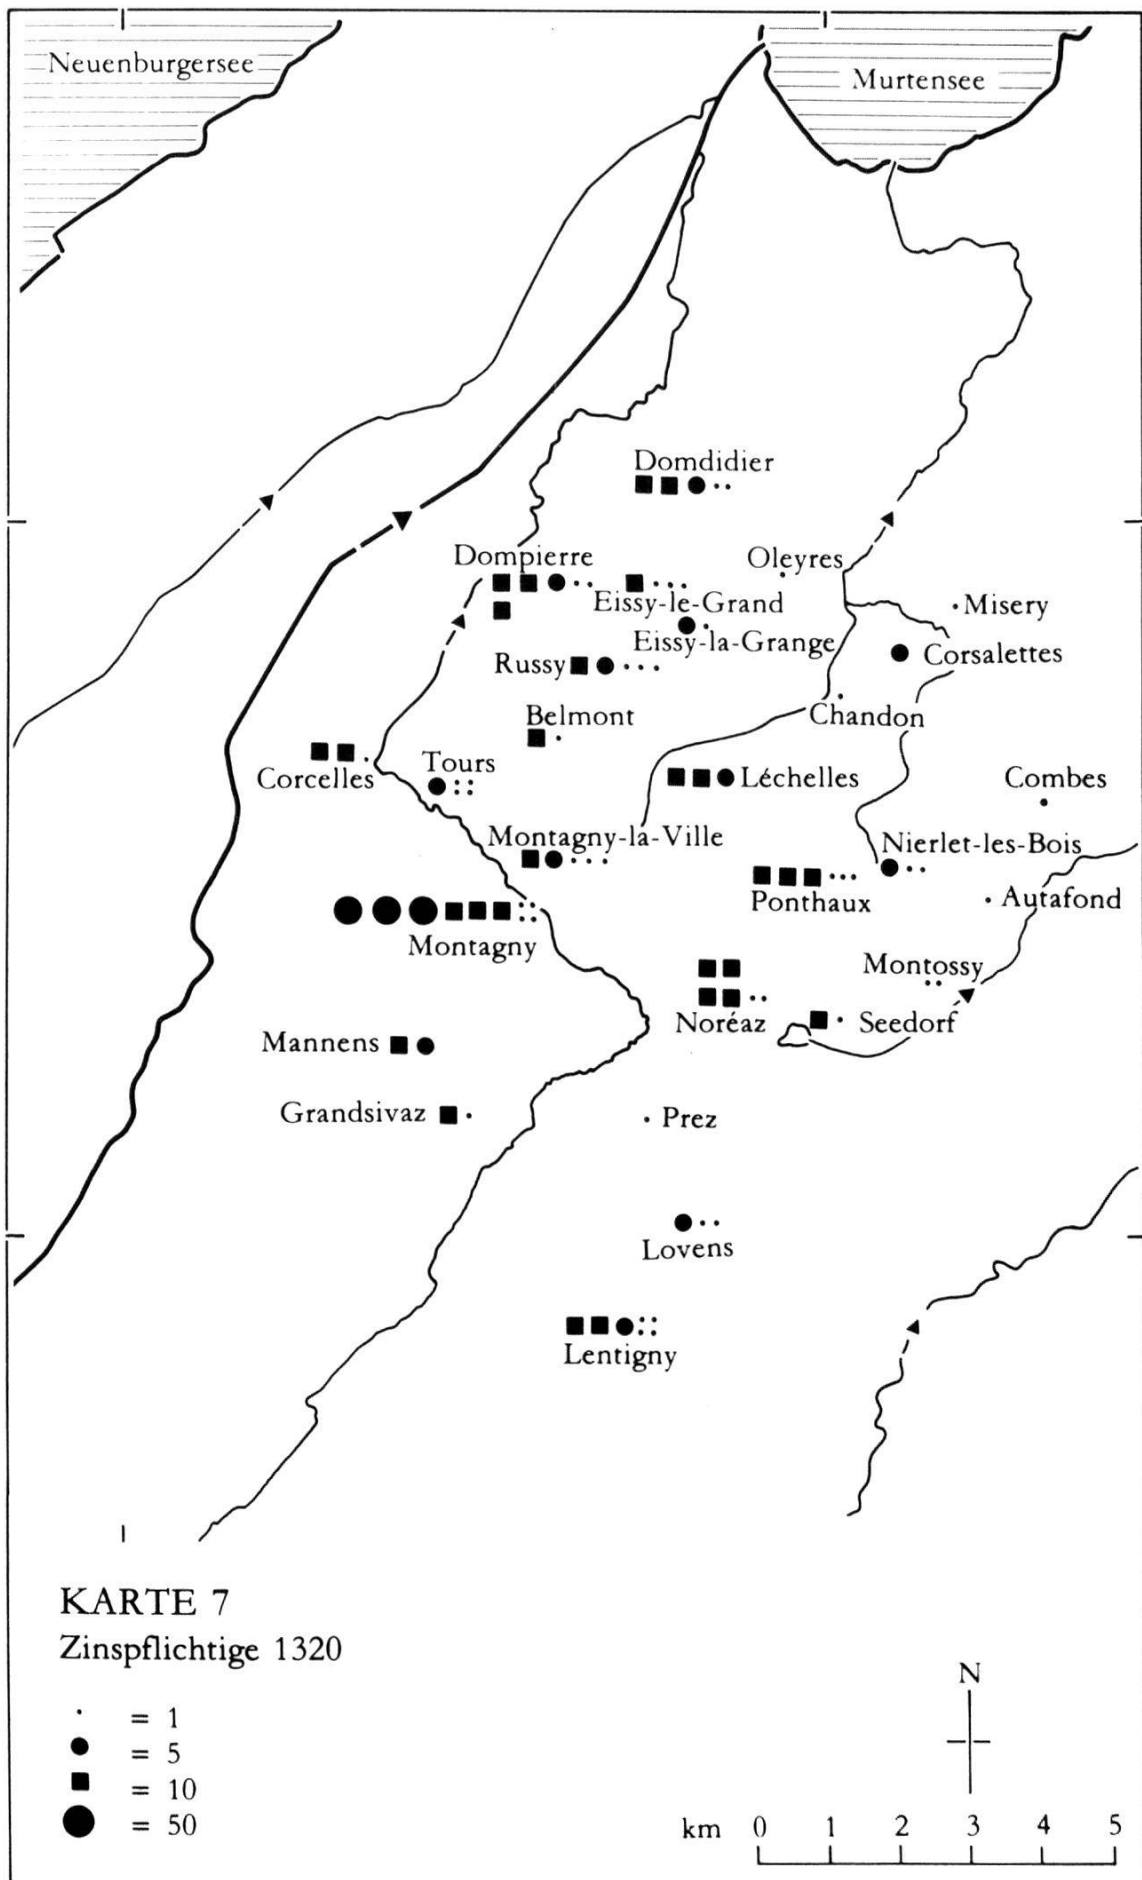 Neuenburgersee
Murtensee
Domdidier
Dompierre
Oleyres
Eissy-le-Grand
Misery
Eissy-la-Grange
Corsalettes
Russy
Belmont
Chandon
Corcelles
Tours
Léchelles
Combes
Montagny-la-Ville
Nierlet-les-Bois
Ponthaux
Autafond
Montagny
Montossy
Noréaz
Seedorf
Mannens
Grandsivaz
Prez
Lovens
Lentigny
KARTE 7
Zinspflichtige 1320
= 1
= 5
= 10
= 50
N
km 0 1 2 3 4 5